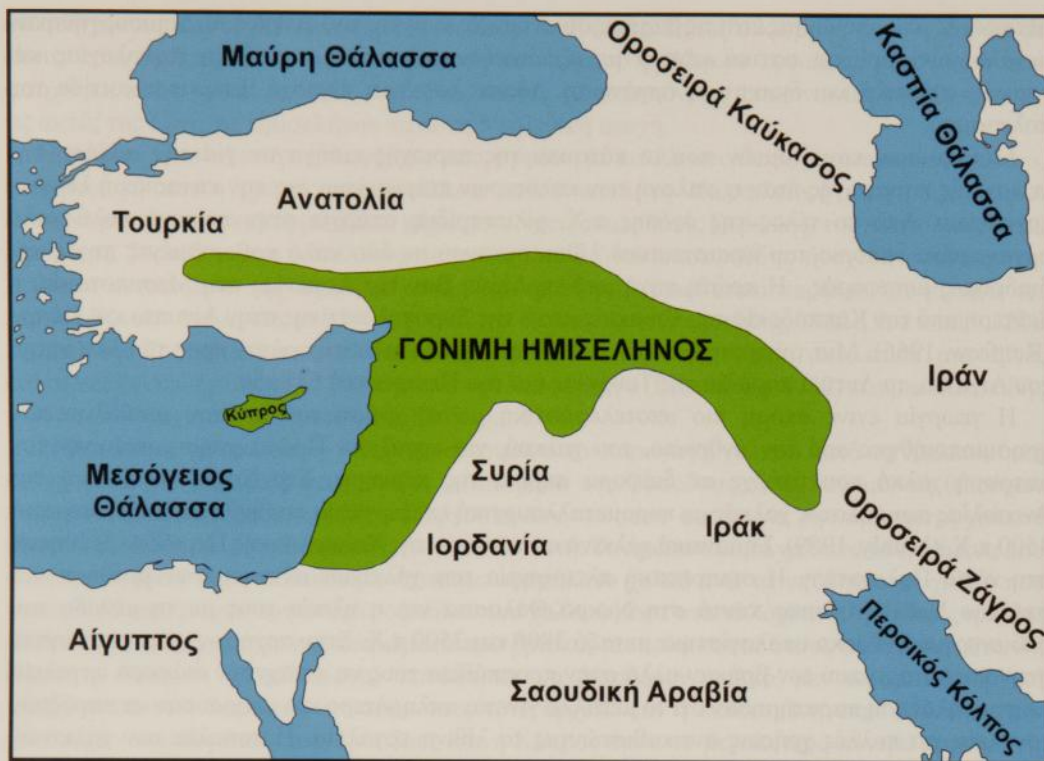 Μαύρη Θάλασσα
Οροσειρά Καύκασος
Κασπία Θάλασσα
Τουρκία
Ανατολία
ΓΟΝΙΜΗ ΗΜΙΣΕΛΗΝΟΣ
Ιράν
Κύπρος
Μεσόγειος
Θάλασσα
Συρία
Ιράκ
Ιορδανία
Οροσειρά Ζάγρος
Περσικός Κόλπος
Αίγυπτος
Σαουδική Αραβία